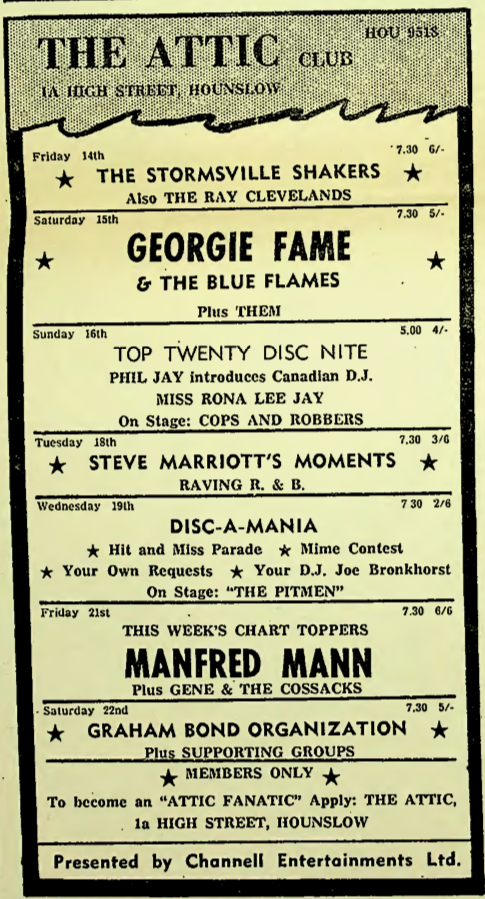 THE ATTIC CLUB HOU 9518
1A HIGH STREET, HOUNSLOW
Friday 14th 7.30 6/-
★ THE STORMSVILLE SHAKERS ★
Also THE RAY CLEVELANDS
Saturday 15th 7.30 5/-
★ GEORGIE FAME ★
& THE BLUE FLAMES
Plus THEM
Sunday 16th 5.00 4/-
TOP TWENTY DISC NITE
PHIL JAY introduces Canadian D.J.
MISS RONA LEE JAY
On Stage: COPS AND ROBBERS
Tuesday 18th 7.30 3/6
★ STEVE MARRIOTT'S MOMENTS ★
RAVING R. & B.
Wednesday 19th 7 30 2/6
DISC-A-MANIA
★ Hit and Miss Parade ★ Mime Contest
★ Your Own Requests ★ Your D.J. Joe Bronkhorst
On Stage: "THE PITMEN"
Friday 21st 7.30 6/6
THIS WEEK'S CHART TOPPERS
MANFRED MANN
Plus GENE & THE COSSACKS
Saturday 22nd 7.30 5/-
★ GRAHAM BOND ORGANIZATION ★
Plus SUPPORTING GROUPS
★ MEMBERS ONLY ★
To become an "ATTIC FANATIC" Apply: THE ATTIC,
1a HIGH STREET, HOUNSLOW
Presented by Channell Entertainments Ltd.